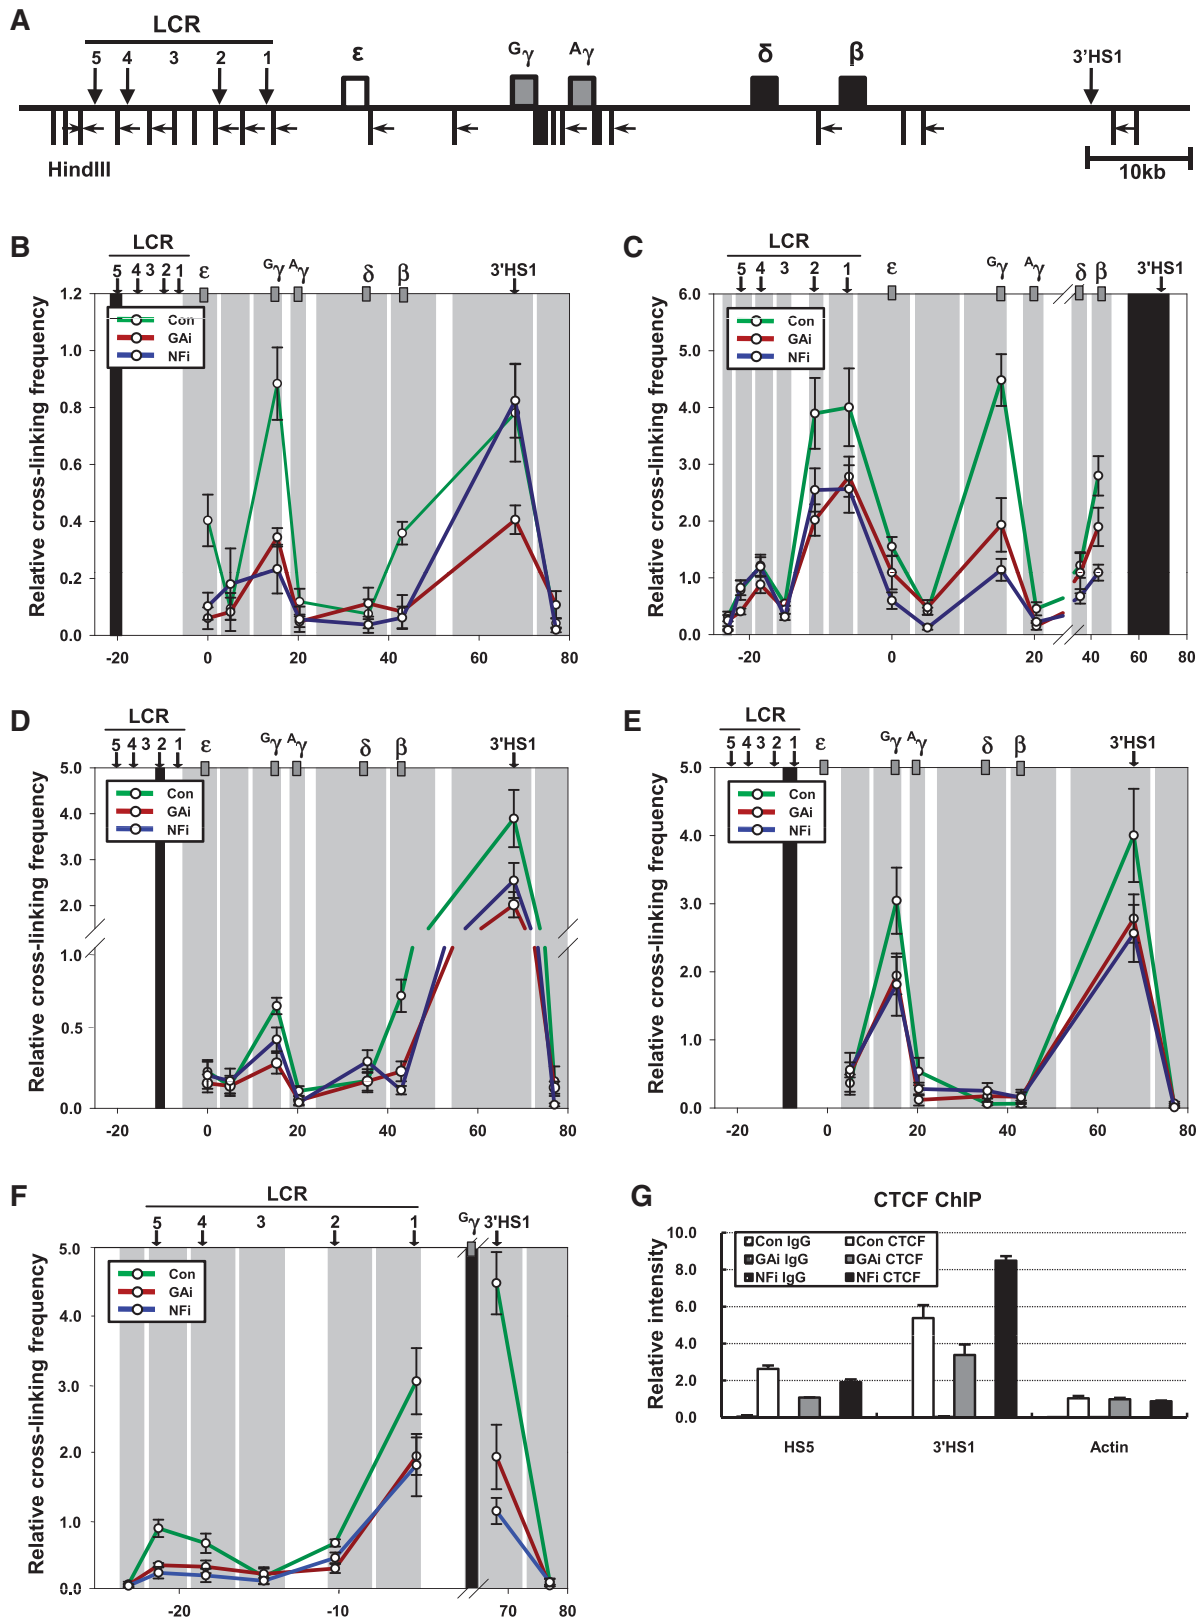 A
LCR
5 4 3 2 1
ε Gγ Aγ δ β 3'HS1
HindIII
10kb
B
LCR
5 4 3 2 1 ε Gγ Aγ δ β 3'HS1
Relative cross-linking frequency
1.2
1.0
0.8
0.6
0.4
0.2
0.0
Con
GAi
NFi
-20 0 20 40 60 80
C
LCR
5 4 3 2 1 ε Gγ Aγ δ β 3'HS1
Relative cross-linking frequency
6.0
5.0
4.0
3.0
2.0
1.0
0.0
Con
GAi
NFi
-20 0 20 40 60 80
D
LCR
5 4 3 2 1 ε Gγ Aγ δ β 3'HS1
Relative cross-linking frequency
5.0
4.0
3.0
2.0
1.0
0.5
0.0
Con
GAi
NFi
-20 0 20 40 60 80
E
LCR
5 4 3 2 1 ε Gγ Aγ δ β 3'HS1
Relative cross-linking frequency
5.0
4.0
3.0
2.0
1.0
0.0
Con
GAi
NFi
-20 0 20 40 60 80
F
LCR
5 4 3 2 1 Gγ 3'HS1
Relative cross-linking frequency
5.0
4.0
3.0
2.0
1.0
0.0
Con
GAi
NFi
-20 -10 70 80
G
CTCF ChIP
Relative intensity
10.0
8.0
6.0
4.0
2.0
0.0
Con IgG Con CTCF
GAi IgG GAi CTCF
NFi IgG NFi CTCF
HS5 3'HS1 Actin